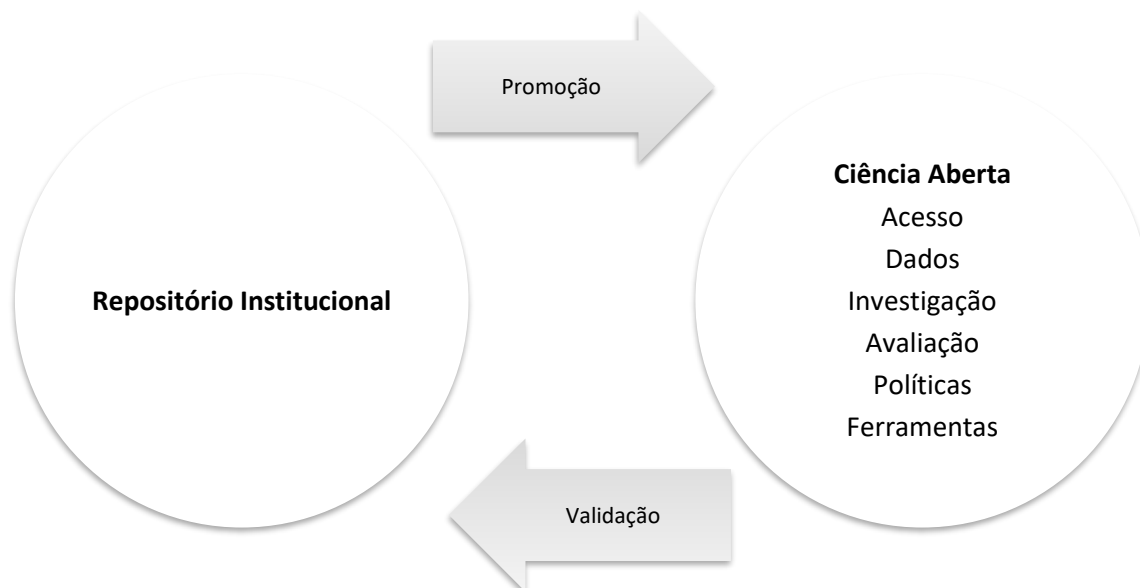 Promoção
Repositório Institucional
Ciência Aberta
Acesso
Dados
Investigação
Avaliação
Políticas
Ferramentas
Validação